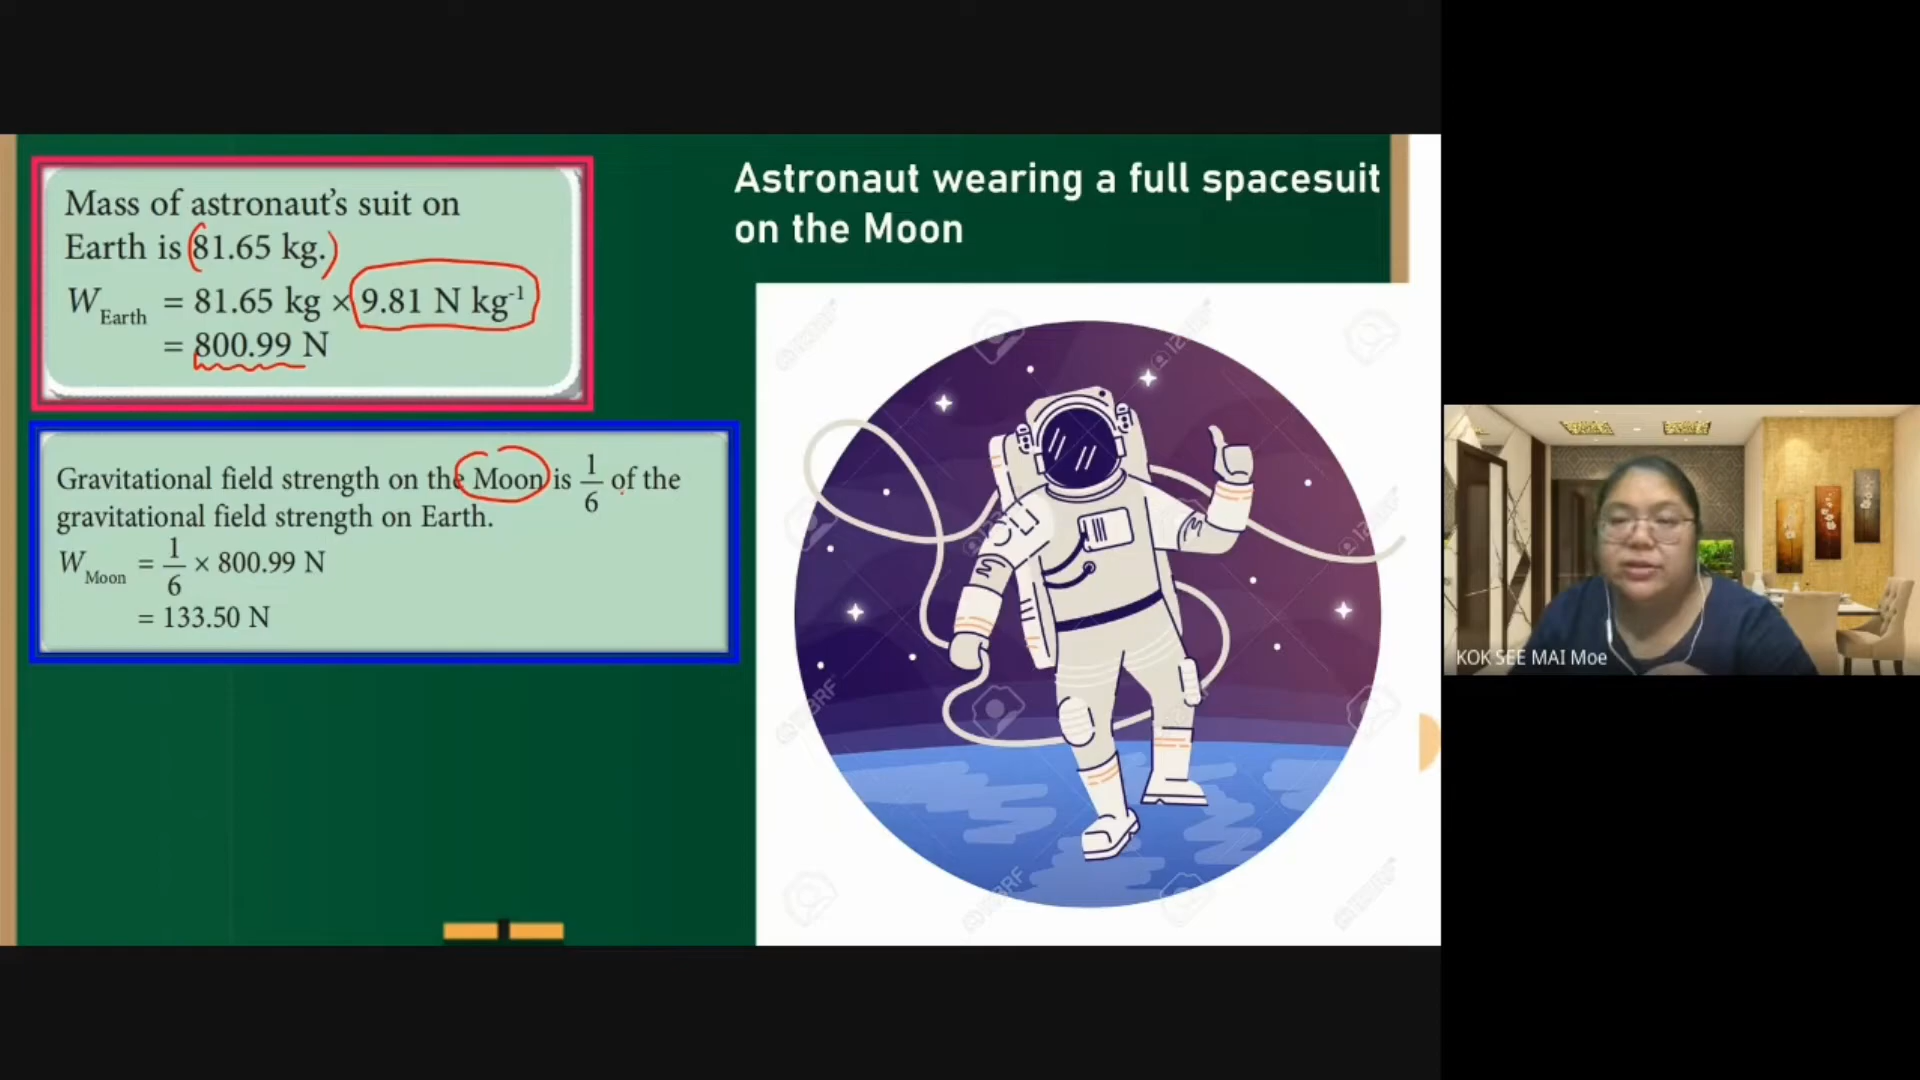 Mass of astronaut's suit on
Earth is 81.65 kg.
W Earth = 81.65 kg × 9.81 N kg⁻¹
= 800.99 N
Astronaut wearing a full spacesuit
on the Moon
Gravitational field strength on the Moon is 1/6 of the
gravitational field strength on Earth.
W Moon = 1/6 × 800.99 N
= 133.50 N
KOK SEE MAI Moe